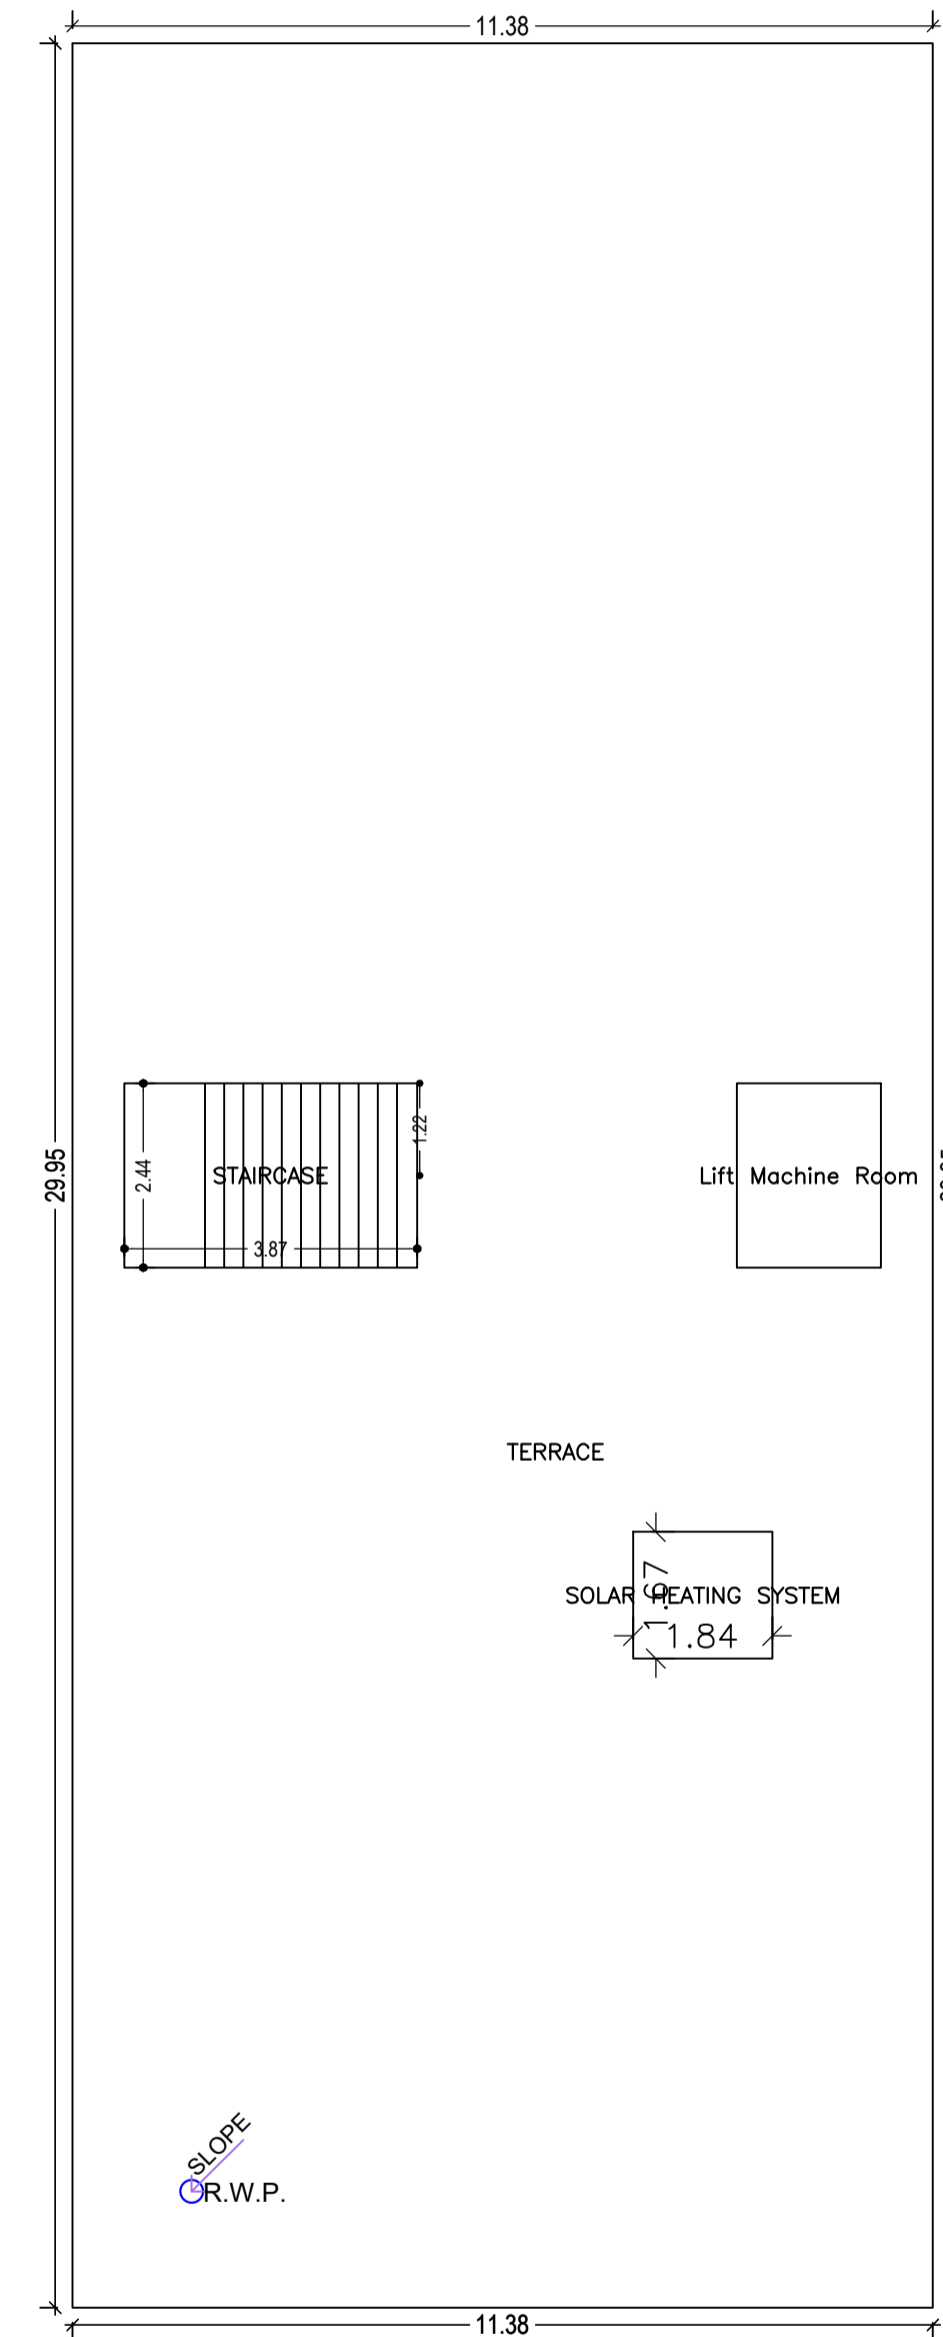 11.38
29.95
1.22
2.44
STAIRCASE
Lift Machine Room
3.87
TERRACE
1.67
SOLAR HEATING SYSTEM
1.84
SLOPE
R.W.P.
11.38